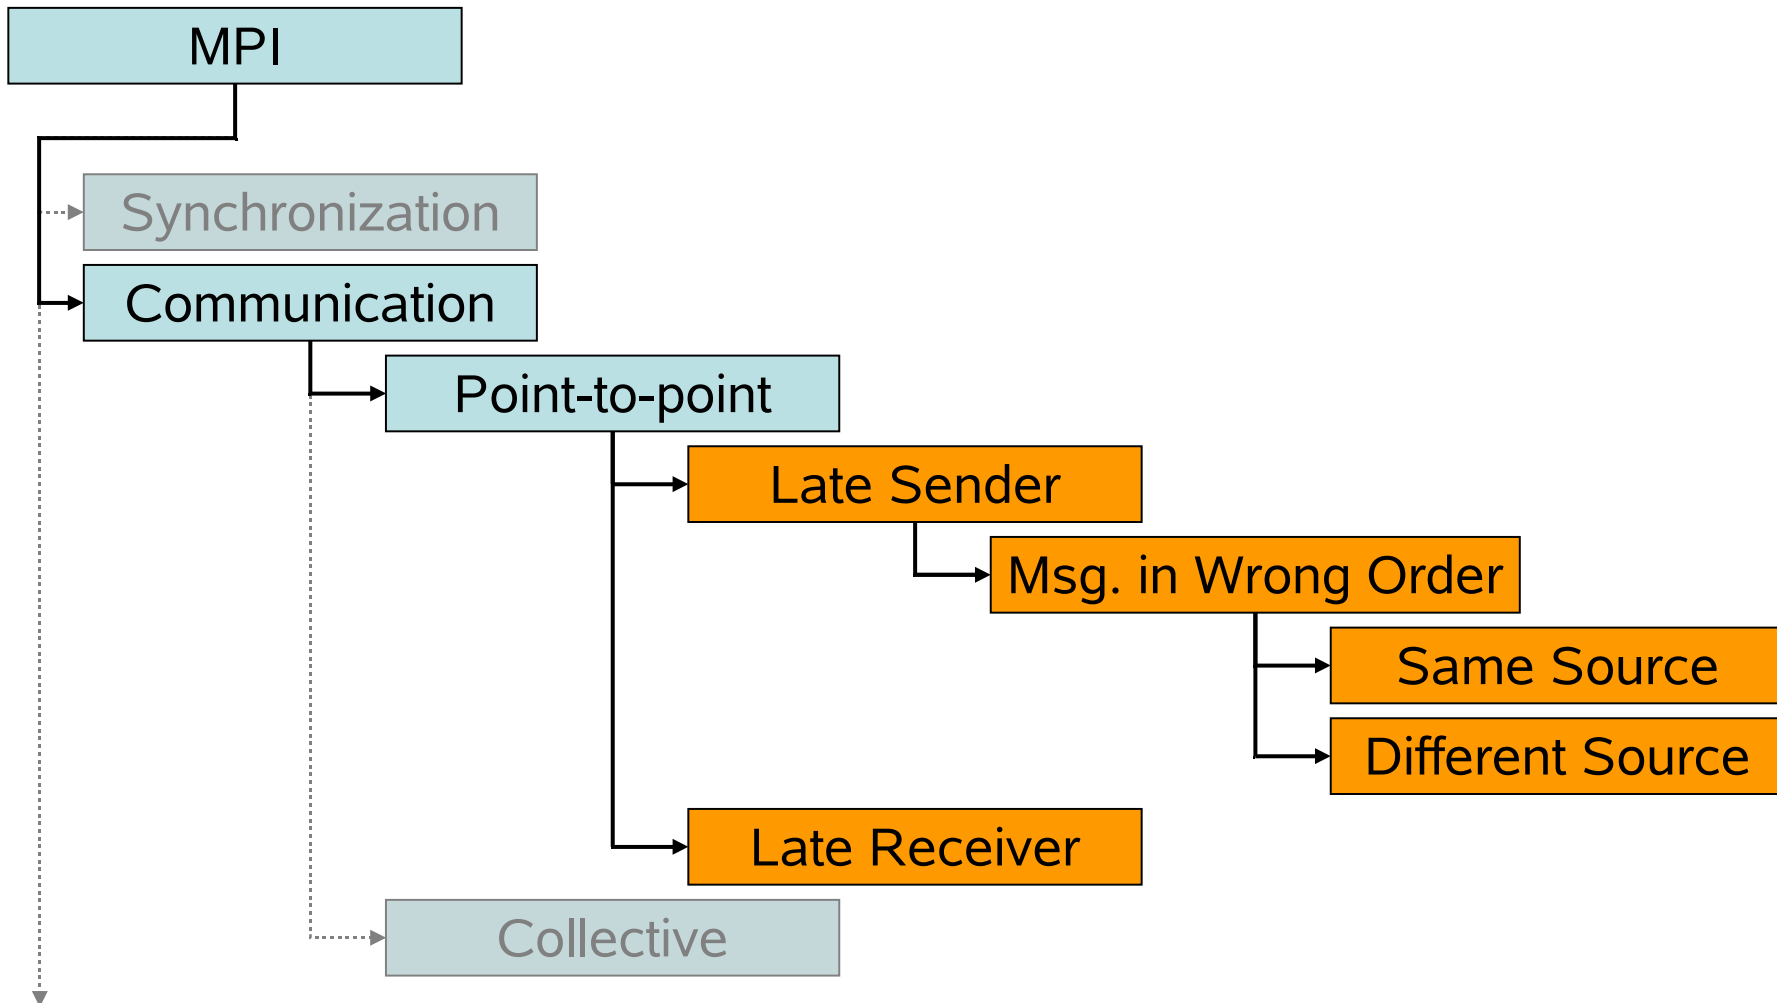 MPI
Synchronization
Communication
Point-to-point
Late Sender
Msg. in Wrong Order
Same Source
Different Source
Late Receiver
Collective